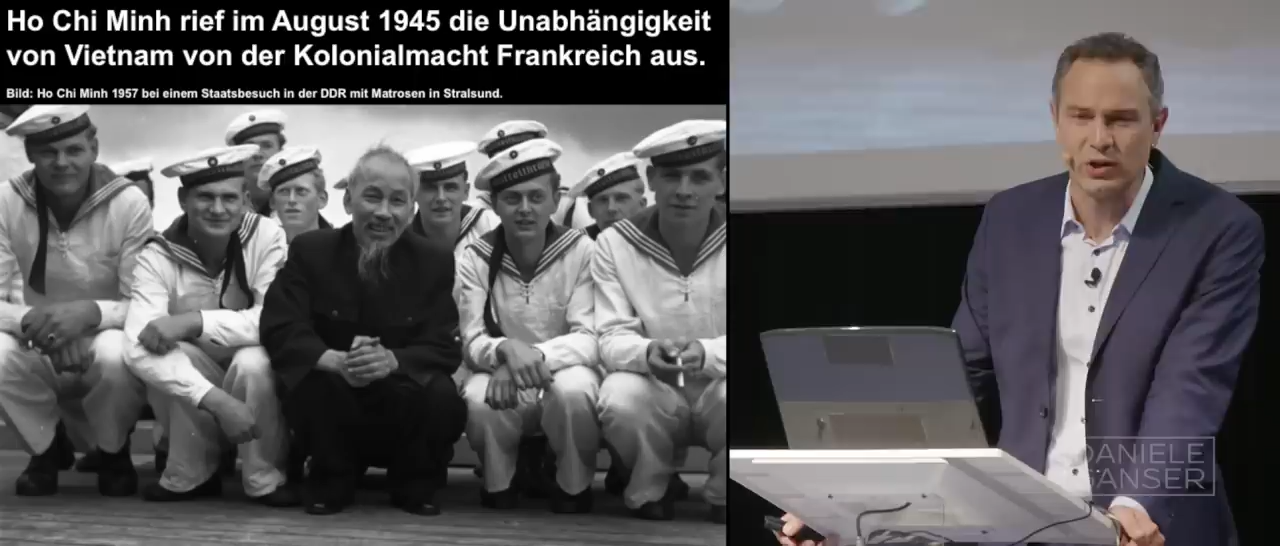 Ho Chi Minh rief im August 1945 die Unabhängigkeit
von Vietnam von der Kolonialmacht Frankreich aus.
Bild: Ho Chi Minh 1957 bei einem Staatsbesuch in der DDR mit Matrosen in Stralsund.
DANIELE
GANSER